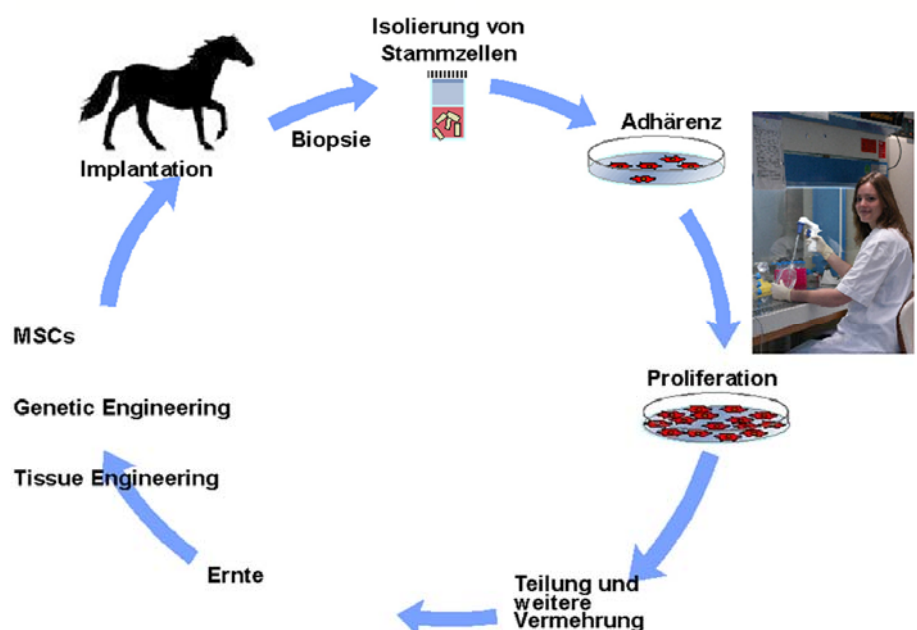 Isolierung von
Stammzellen
Biopsie
Adhärenz
Implantation
Proliferation
Teilung und
weitere
Vermehrung
Ernte
MSCs
Genetic Engineering
Tissue Engineering